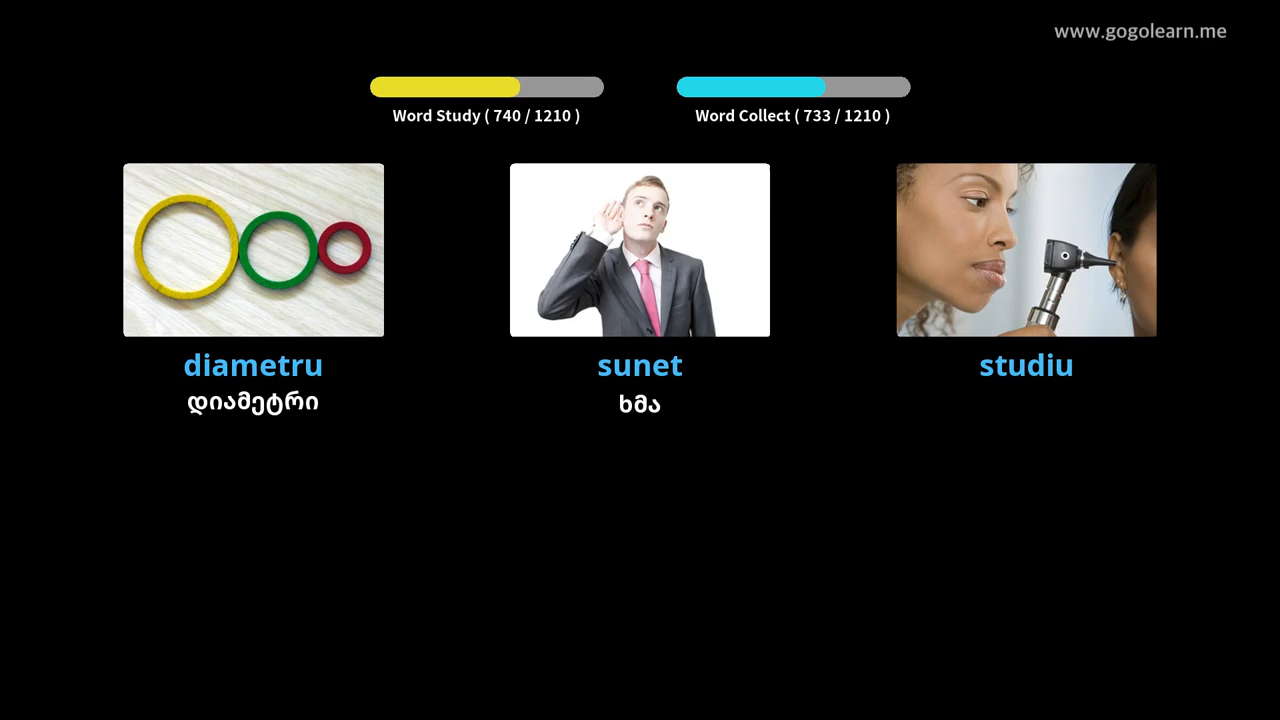 www.gogolearn.me
Word Study ( 740 / 1210 )
Word Collect ( 733 / 1210 )
diametru
დიამეტრი
sunet
ხმა
studiu